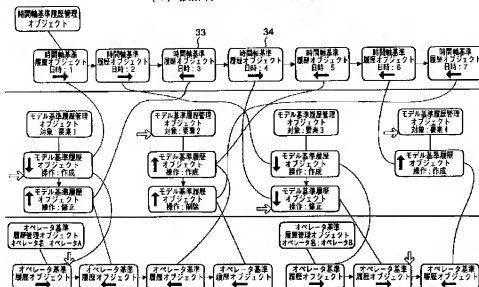 33
34
時間軸基準履歴管理
オブジェクト
時間軸基準
履歴オブジェクト
日時：1
時間軸基準
履歴オブジェクト
日時：2
時間軸基準
履歴オブジェクト
日時：3
時間軸基準
履歴オブジェクト
日時：4
時間軸基準
履歴オブジェクト
日時：5
時間軸基準
履歴オブジェクト
日時：6
時間軸基準
履歴オブジェクト
日時：7
モデル基準履歴管理
オブジェクト
対象：要素1
モデル基準履歴管理
オブジェクト
対象：要素2
モデル基準履歴管理
オブジェクト
対象：要素3
モデル基準履歴管理
オブジェクト
対象：要素4
モデル基準履歴
オブジェクト
操作：作成
モデル基準履歴
オブジェクト
操作：作成
モデル基準履歴
オブジェクト
操作：作成
モデル基準履歴
オブジェクト
操作：作成
モデル基準履歴
オブジェクト
操作：修正
モデル基準履歴
オブジェクト
操作：削除
モデル基準履歴
オブジェクト
操作：修正
オペレータ基準
履歴管理オブジェクト
オペレータ名：オペレータA
オペレータ基準
履歴管理オブジェクト
オペレータ名：オペレータB
オペレータ基準
履歴オブジェクト
オペレータ基準
履歴オブジェクト
オペレータ基準
履歴オブジェクト
オペレータ基準
履歴オブジェクト
オペレータ基準
履歴オブジェクト
オペレータ基準
履歴オブジェクト
オペレータ基準
履歴オブジェクト